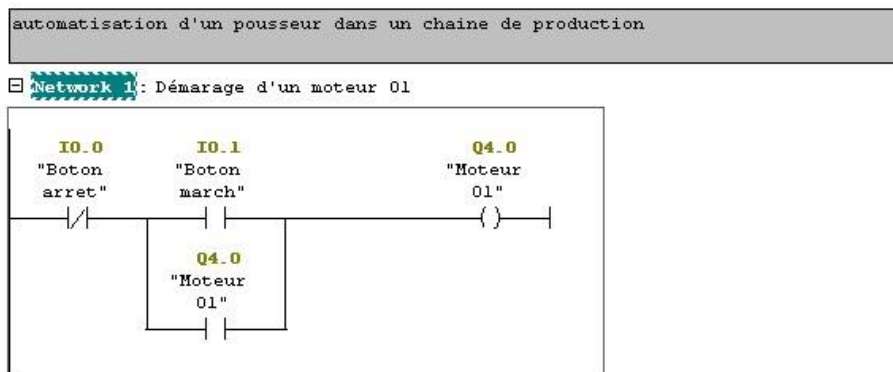 automatisation d'un pousseur dans un chaine de production
Network 1: Démarage d'un moteur 01
I0.0 I0.1 Q4.0
"Boton "Boton "Moteur
arret" march" 01"
Q4.0
"Moteur
01"